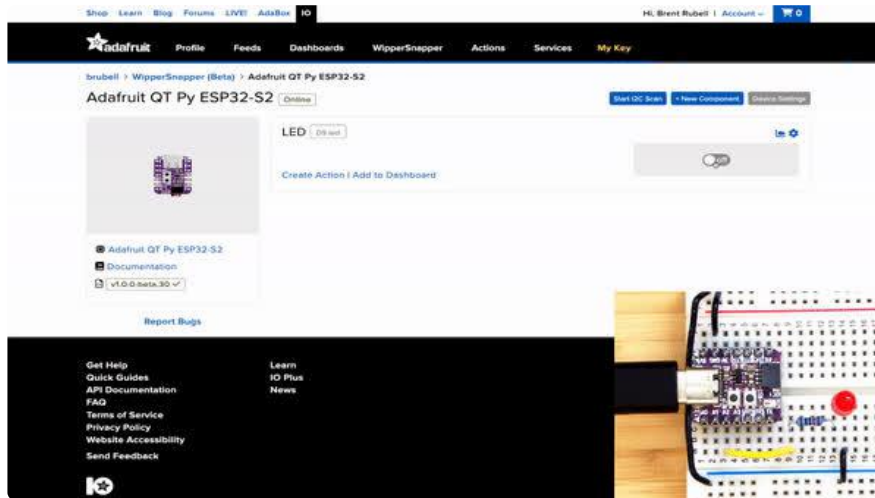 Shop Learn Blog Forums LIVE! AdaBox IO
Hi, Brent Rubell | Account 0
adafruit Profile Feeds Dashboards WipperSnapper Actions Services My Key
brubell > WipperSnapper (Beta) > Adafruit QT Py ESP32-S2
Adafruit QT Py ESP32-S2 Online
Start I2C Scan + New Component Device Settings
LED
off
Create Action | Add to Dashboard
Adafruit QT Py ESP32-S2
Documentation
v1.0.0-beta.30 ✓
Report Bugs
Get Help
Quick Guides
API Documentation
FAQ
Terms of Service
Privacy Policy
Website Accessibility
Send Feedback
Learn
IO Plus
News
IO